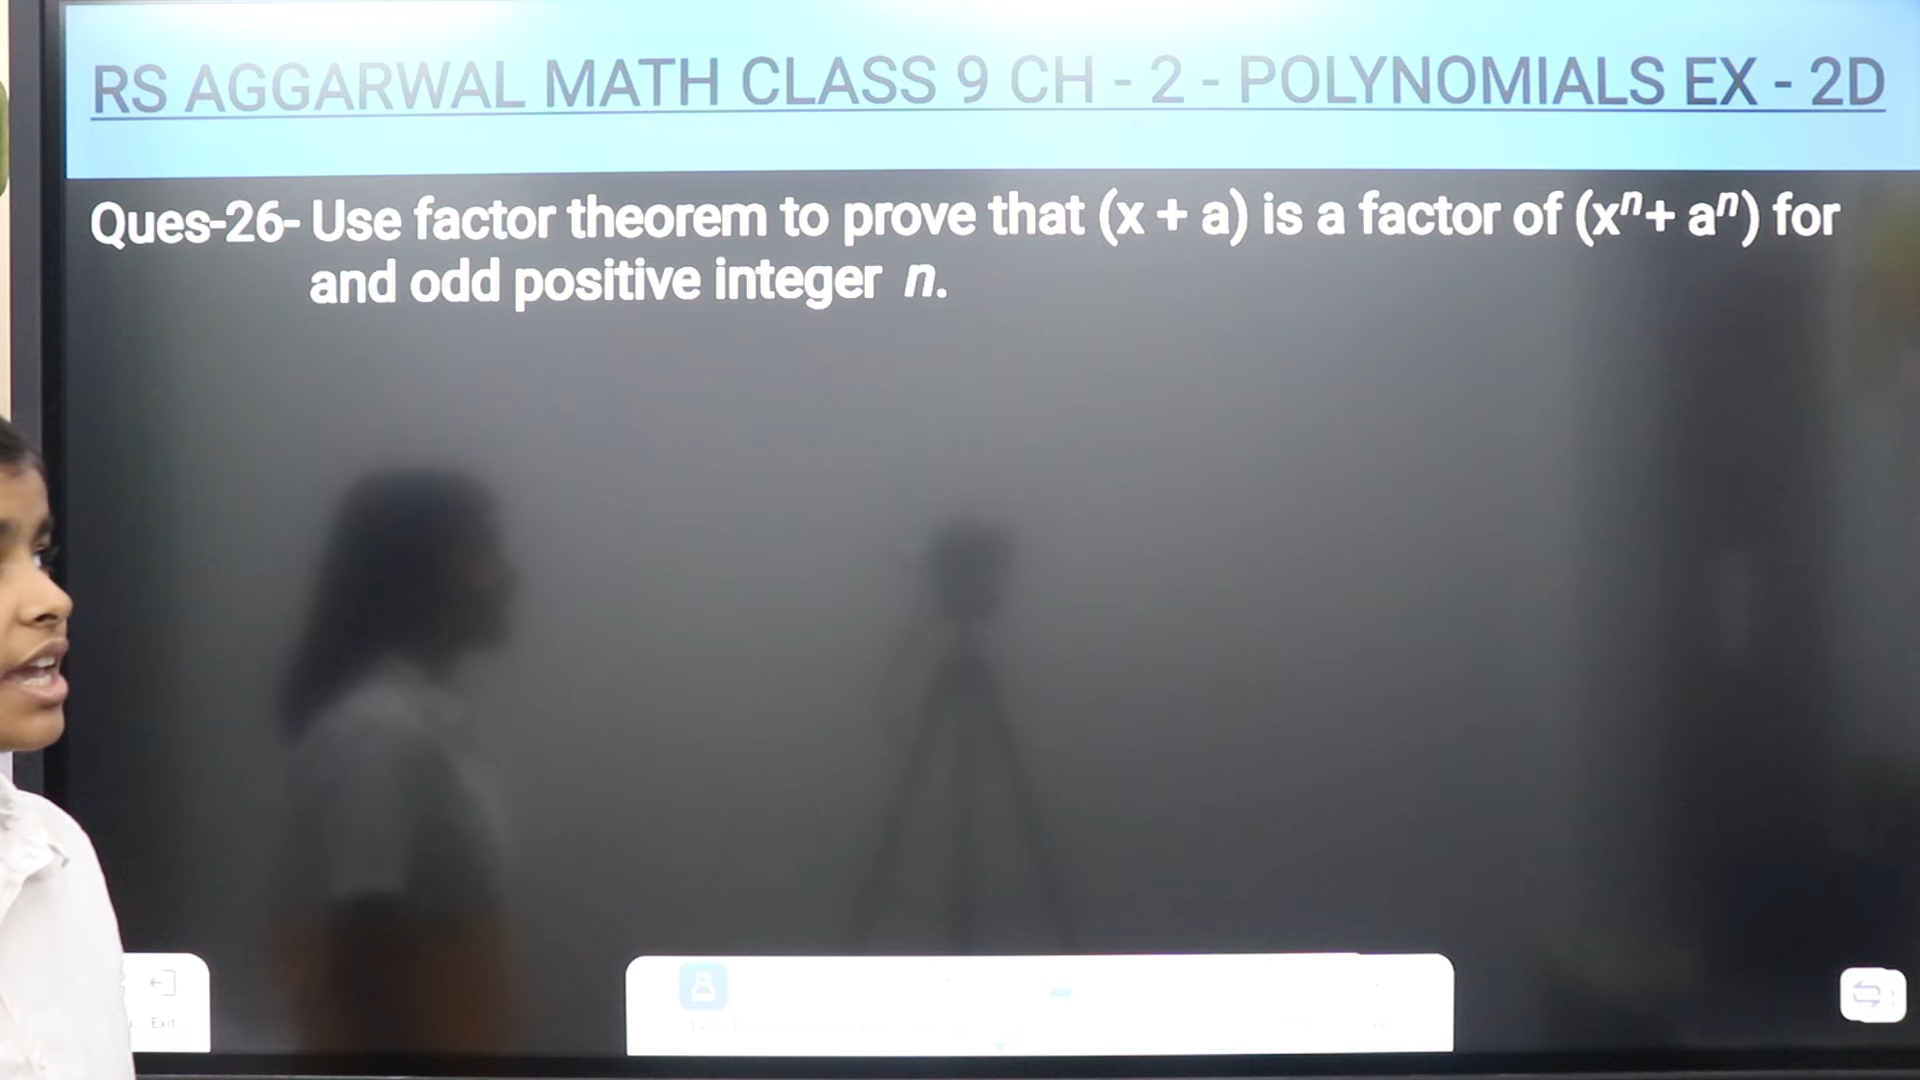 RS AGGARWAL MATH CLASS 9 CH - 2 - POLYNOMIALS EX - 2D
Ques-26- Use factor theorem to prove that (x + a) is a factor of (xⁿ+ aⁿ) for
and odd positive integer n.
Exit